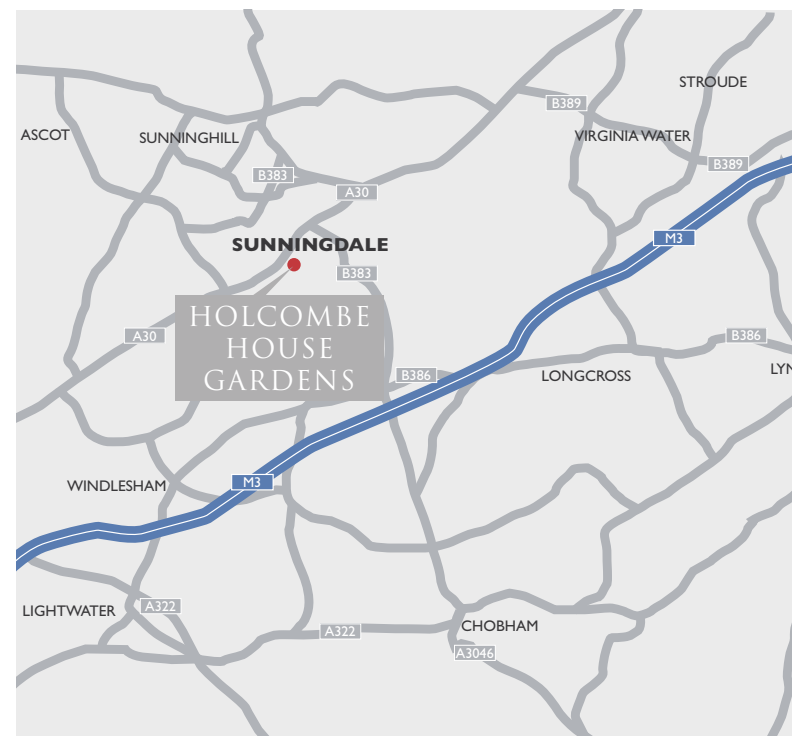 STROUDE
B389
ASCOT
SUNNINGHILL
VIRGINIA WATER
B389
B383
A30
M3
SUNNINGDALE
B383
HOLCOMBE
HOUSE
GARDENS
A30
B386
B386
LONGCROSS
LYN
WINDLESHAM
M3
LIGHTWATER
A322
A322
CHOBHAM
A3046